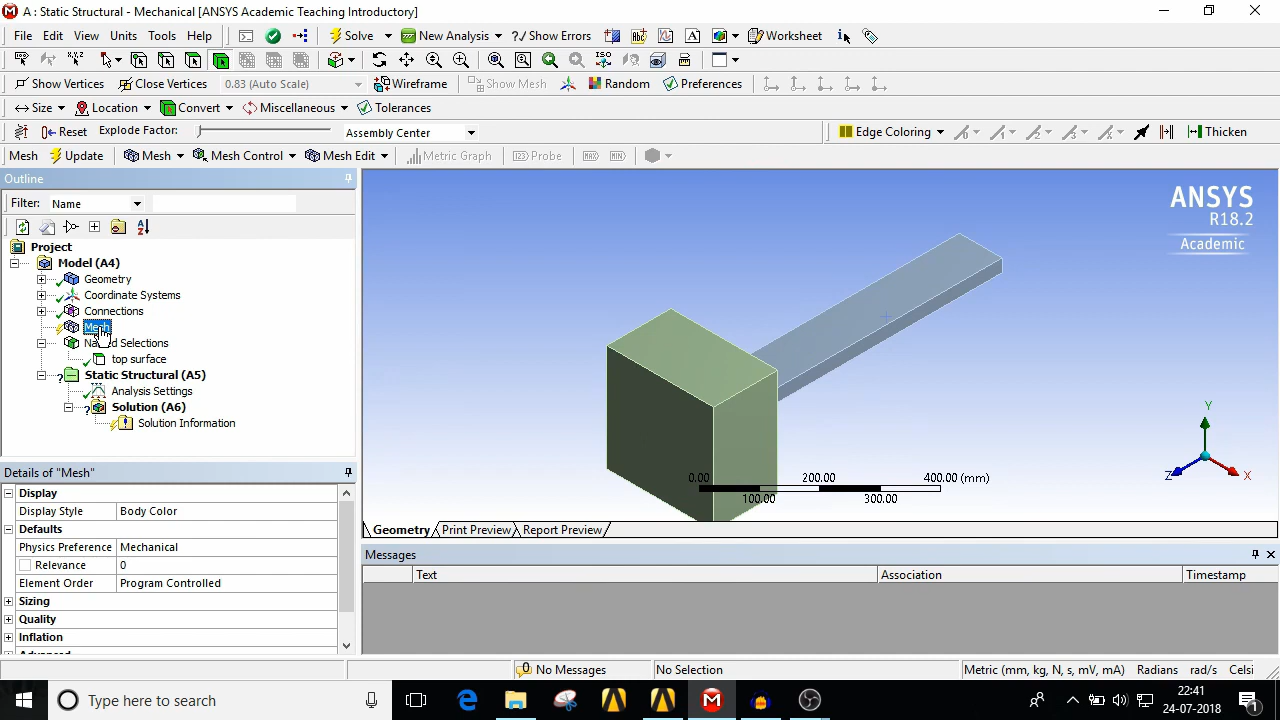 A : Static Structural - Mechanical [ANSYS Academic Teaching Introductory]
File Edit View Units Tools Help Solve New Analysis Show Errors Worksheet
Show Vertices Close Vertices 0.83 (Auto Scale) Wireframe Show Mesh Random Preferences
Size Location Convert Miscellaneous Tolerances
Reset Explode Factor: Assembly Center Edge Coloring Thicken
Mesh Update Mesh Mesh Control Mesh Edit Metric Graph Probe MAX MIN
Outline
Filter: Name
Project
Model (A4)
Geometry
Coordinate Systems
Connections
Mesh
Named Selections
top surface
Static Structural (A5)
Analysis Settings
Solution (A6)
Solution Information
Details of "Mesh"
Display
Display Style Body Color
Defaults
Physics Preference Mechanical
Relevance 0
Element Order Program Controlled
Sizing
Quality
Inflation
Advanced
ANSYS
R18.2
Academic
0.00 200.00 400.00 (mm)
100.00 300.00
Y
Z X
Geometry Print Preview Report Preview
Messages
Text Association Timestamp
0 No Messages No Selection Metric (mm, kg, N, s, mV, mA) Radians rad/s Celsi
Type here to search
22:41
24-07-2018
1